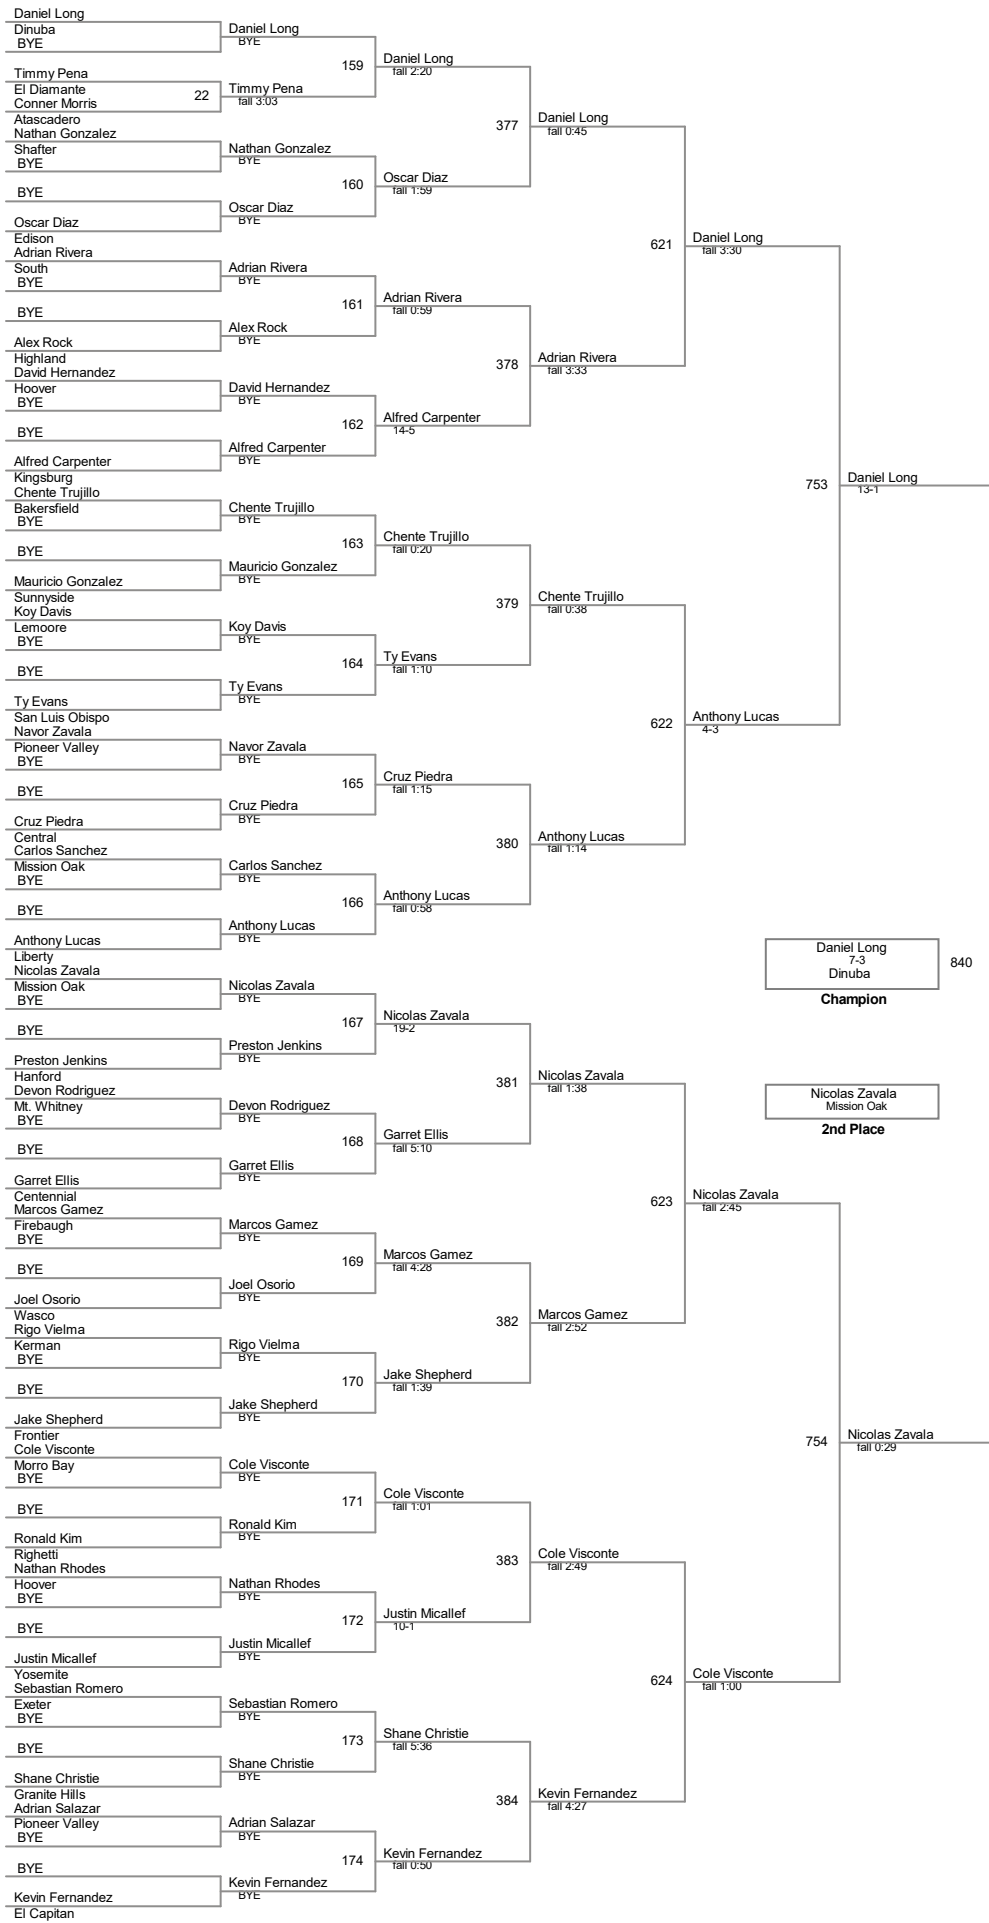 Daniel Long
Dinuba
BYE
Daniel Long
BYE
159
Daniel Long
fall 2:20
Timmy Pena
El Diamante
Conner Morris
Atascadero
22
Timmy Pena
fall 3:03
377
Daniel Long
fall 0:45
Nathan Gonzalez
Shafter
BYE
Nathan Gonzalez
BYE
160
Oscar Diaz
fall 1:59
BYE
Oscar Diaz
Edison
Oscar Diaz
BYE
621
Daniel Long
fall 3:30
Adrian Rivera
South
BYE
Adrian Rivera
BYE
161
Adrian Rivera
fall 0:59
BYE
Alex Rock
Highland
Alex Rock
BYE
378
Adrian Rivera
fall 3:33
David Hernandez
Hoover
BYE
David Hernandez
BYE
162
Alfred Carpenter
14-5
BYE
Alfred Carpenter
Kingsburg
Alfred Carpenter
BYE
753
Daniel Long
13-1
Chente Trujillo
Bakersfield
BYE
Chente Trujillo
BYE
163
Chente Trujillo
fall 0:20
BYE
Mauricio Gonzalez
Sunnyside
Mauricio Gonzalez
BYE
379
Chente Trujillo
fall 0:38
Koy Davis
Lemoore
BYE
Koy Davis
BYE
164
Ty Evans
fall 1:10
BYE
Ty Evans
San Luis Obispo
Ty Evans
BYE
622
Anthony Lucas
4-3
Navor Zavala
Pioneer Valley
BYE
Navor Zavala
BYE
165
Cruz Piedra
fall 1:15
BYE
Cruz Piedra
Central
Cruz Piedra
BYE
380
Anthony Lucas
fall 1:14
Carlos Sanchez
Mission Oak
BYE
Carlos Sanchez
BYE
166
Anthony Lucas
fall 0:58
BYE
Anthony Lucas
Liberty
Anthony Lucas
BYE
Daniel Long
7-3
Dinuba
840
Champion
Nicolas Zavala
Mission Oak
BYE
Nicolas Zavala
BYE
167
Nicolas Zavala
19-2
BYE
Preston Jenkins
Hanford
Preston Jenkins
BYE
381
Nicolas Zavala
fall 1:38
Nicolas Zavala
Mission Oak
2nd Place
Devon Rodriguez
Mt. Whitney
BYE
Devon Rodriguez
BYE
168
Garret Ellis
fall 5:10
BYE
Garret Ellis
Centennial
Garret Ellis
BYE
623
Nicolas Zavala
fall 2:45
Marcos Gamez
Firebaugh
BYE
Marcos Gamez
BYE
169
Marcos Gamez
fall 4:28
BYE
Joel Osorio
Wasco
Joel Osorio
BYE
382
Marcos Gamez
fall 2:52
Rigo Vielma
Kerman
BYE
Rigo Vielma
BYE
170
Jake Shepherd
fall 1:39
BYE
Jake Shepherd
Frontier
Jake Shepherd
BYE
754
Nicolas Zavala
fall 0:29
Cole Visconte
Morro Bay
BYE
Cole Visconte
BYE
171
Cole Visconte
fall 1:01
BYE
Ronald Kim
Righetti
Ronald Kim
BYE
383
Cole Visconte
fall 2:49
Nathan Rhodes
Hoover
BYE
Nathan Rhodes
BYE
172
Justin Micallef
10-1
BYE
Justin Micallef
Yosemite
Justin Micallef
BYE
624
Cole Visconte
fall 1:00
Sebastian Romero
Exeter
BYE
Sebastian Romero
BYE
173
Shane Christie
fall 5:36
BYE
Shane Christie
Granite Hills
Shane Christie
BYE
384
Kevin Fernandez
fall 4:27
Adrian Salazar
Pioneer Valley
BYE
Adrian Salazar
BYE
174
Kevin Fernandez
fall 0:50
BYE
Kevin Fernandez
El Capitan
Kevin Fernandez
BYE